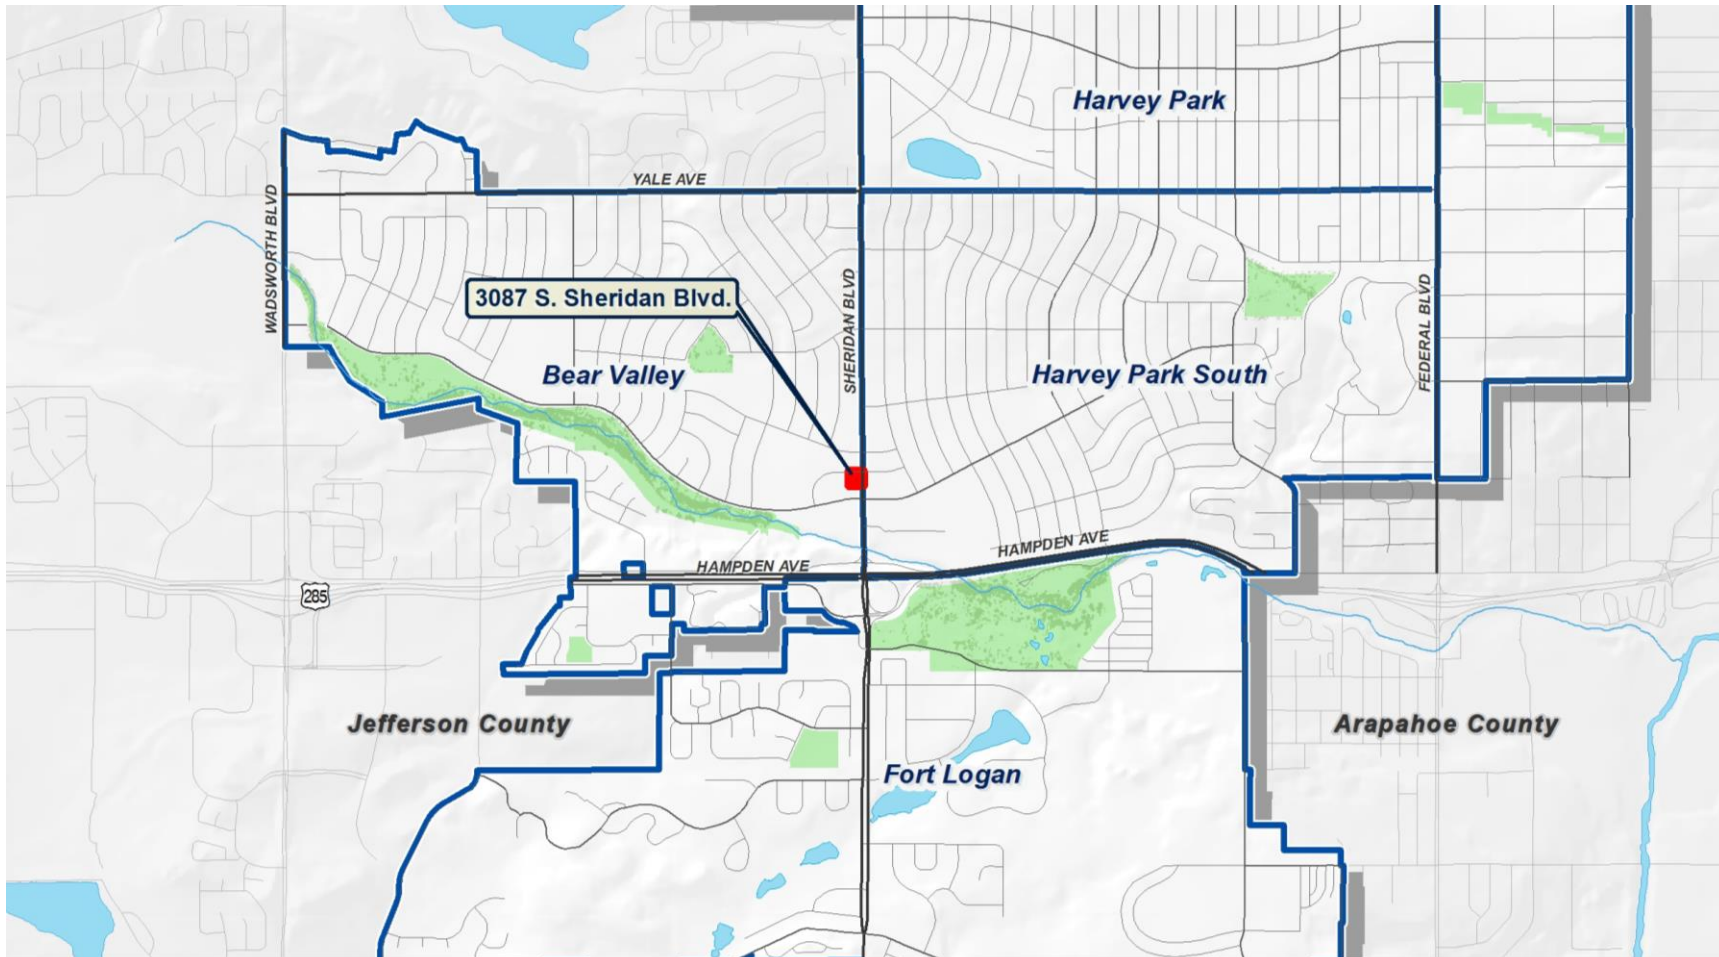 Harvey Park
YALE AVE
WADSWORTH BLVD
3087 S. Sheridan Blvd.
SHERIDAN BLVD
FEDERAL BLVD
Bear Valley
Harvey Park South
HAMPDEN AVE
HAMPDEN AVE
285
Jefferson County
Arapahoe County
Fort Logan